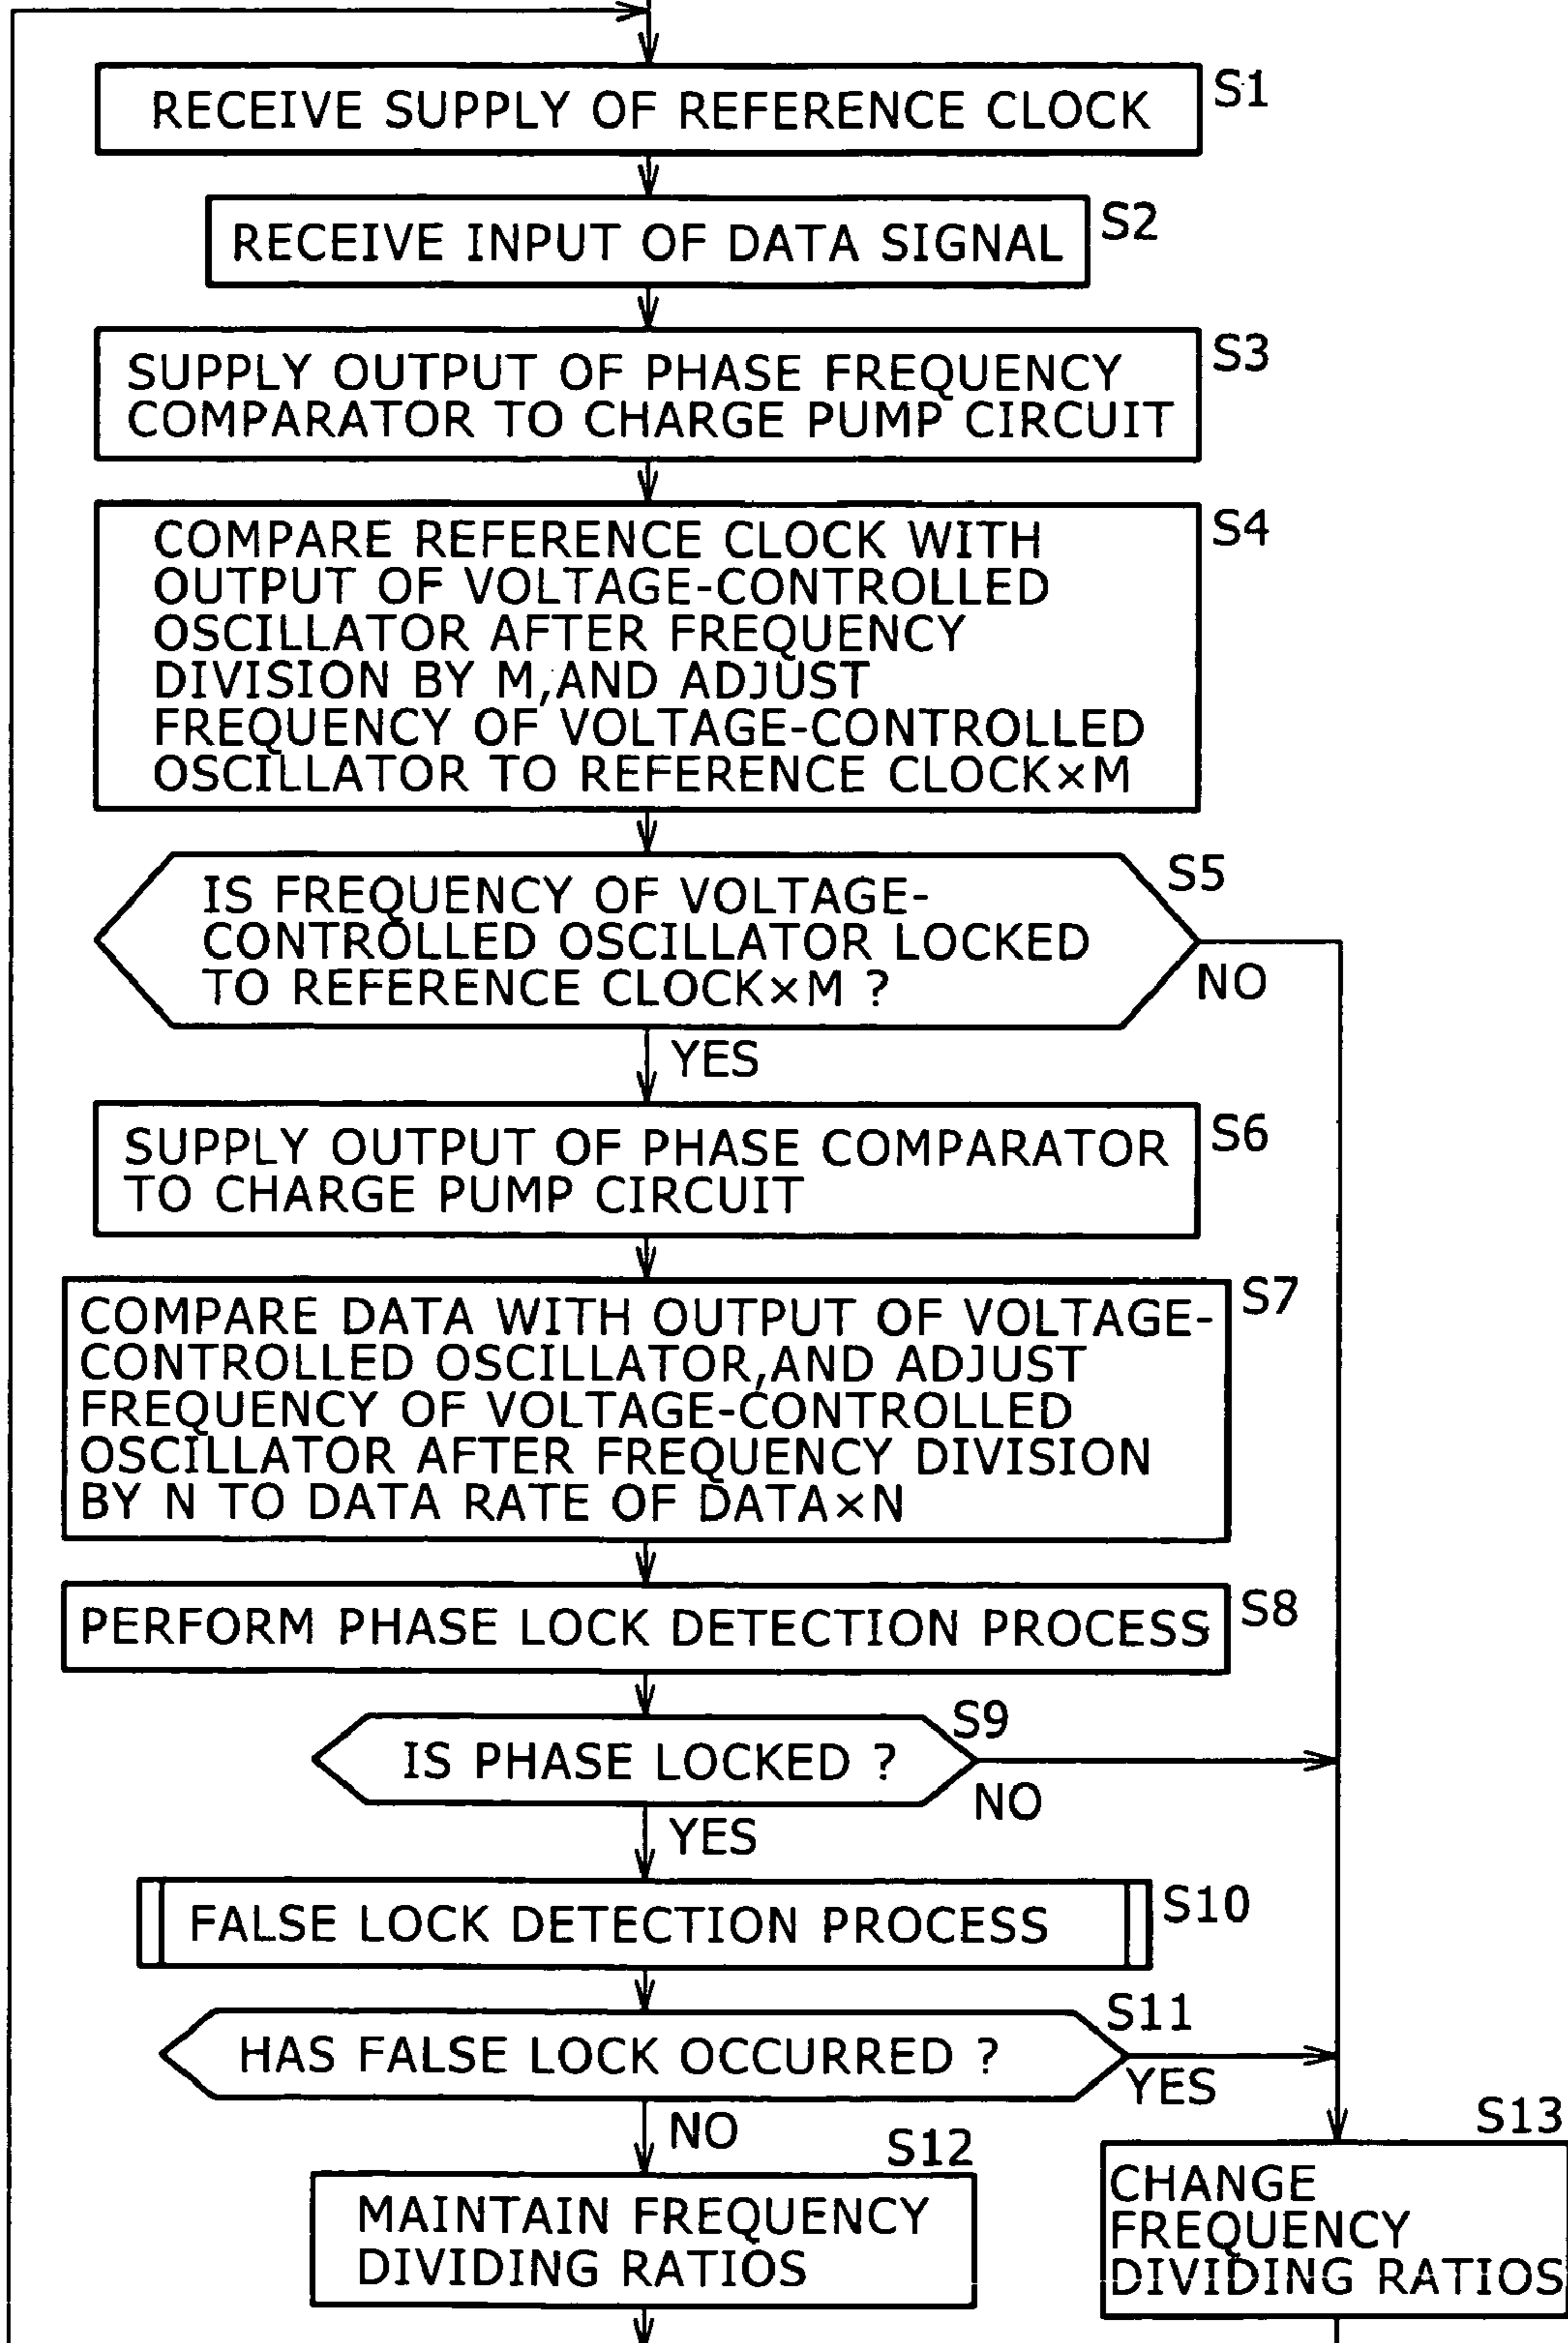 RECEIVE SUPPLY OF REFERENCE CLOCK
S1
RECEIVE INPUT OF DATA SIGNAL
S2
SUPPLY OUTPUT OF PHASE FREQUENCY
COMPARATOR TO CHARGE PUMP CIRCUIT
S3
COMPARE REFERENCE CLOCK WITH
OUTPUT OF VOLTAGE-CONTROLLED
OSCILLATOR AFTER FREQUENCY
DIVISION BY M,AND ADJUST
FREQUENCY OF VOLTAGE-CONTROLLED
OSCILLATOR TO REFERENCE CLOCK×M
S4
IS FREQUENCY OF VOLTAGE-
CONTROLLED OSCILLATOR LOCKED
TO REFERENCE CLOCK×M ?
S5
NO
YES
SUPPLY OUTPUT OF PHASE COMPARATOR
TO CHARGE PUMP CIRCUIT
S6
COMPARE DATA WITH OUTPUT OF VOLTAGE-
CONTROLLED OSCILLATOR,AND ADJUST
FREQUENCY OF VOLTAGE-CONTROLLED
OSCILLATOR AFTER FREQUENCY DIVISION
BY N TO DATA RATE OF DATA×N
S7
PERFORM PHASE LOCK DETECTION PROCESS
S8
IS PHASE LOCKED ?
S9
NO
YES
FALSE LOCK DETECTION PROCESS
S10
HAS FALSE LOCK OCCURRED ?
S11
YES
NO
S12
MAINTAIN FREQUENCY
DIVIDING RATIOS
S13
CHANGE
FREQUENCY
DIVIDING RATIOS